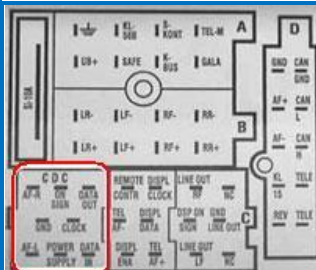 A
D
KL-58B
S-KONT
TEL-M
UB+
SAFE
K-BUS
GALA
GND
CAN GND
AF+
CAN L
LR-
LF-
RF-
RR-
B
AF-
CAN H
LR+
LF+
RF+
RR+
SI-10A
KL 15
TELE
REV
TELE
CDC
AF-R
ON SIGN
DATA OUT
REMOTE CONTR
DISPL CLOCK
LINE OUT RF
NC
GND
CLOCK
TEL AF-
DISPL DATA
DSP ON SIGN
GND LINE OUT
C
AF-L
POWER SUPPLY
DATA IN
DISPL ENA
TEL AF+
LINE OUT LF
NC